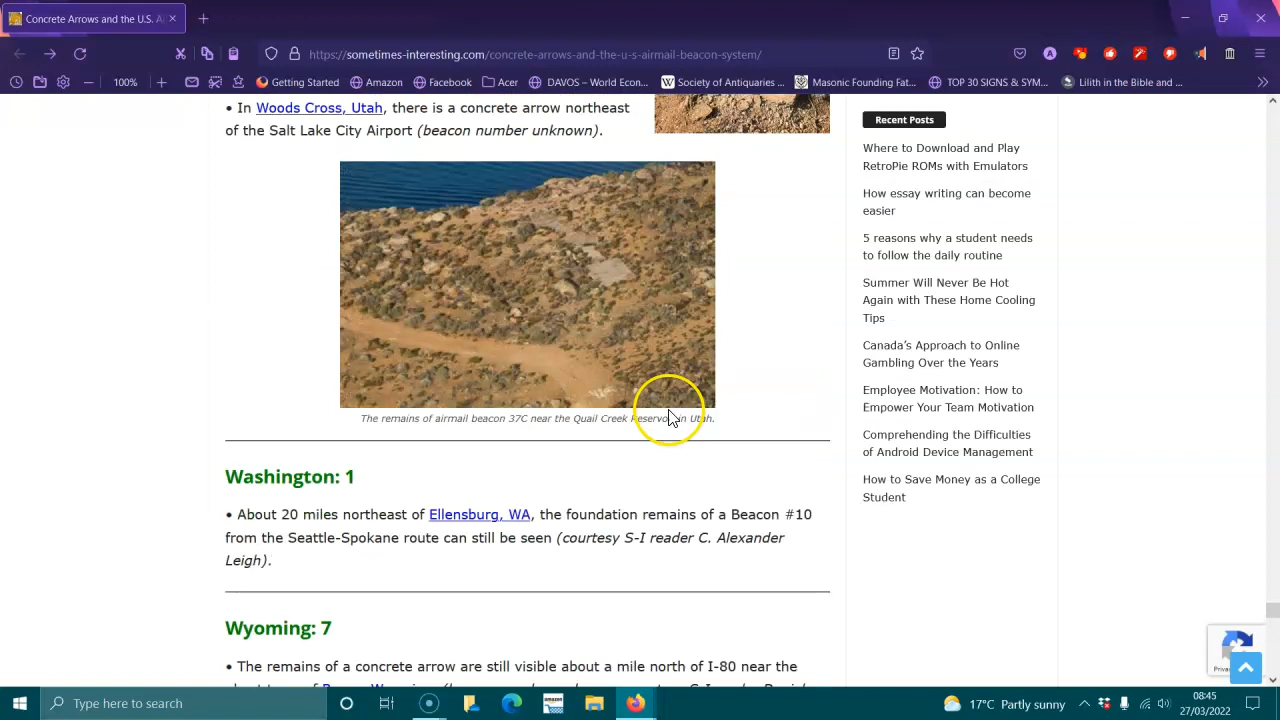 Concrete Arrows and the U.S. A
https://sometimes-interesting.com/concrete-arrows-and-the-u-s-airmail-beacon-system/
100%
Getting Started
Amazon
Facebook
Acer
DAVOS – World Econ...
Society of Antiquaries ...
Masonic Founding Fat...
TOP 30 SIGNS & SYM...
Lilith in the Bible and ...
• In Woods Cross, Utah, there is a concrete arrow northeast
of the Salt Lake City Airport (beacon number unknown).
The remains of airmail beacon 37C near the Quail Creek Reservoir in Utah.
Washington: 1
• About 20 miles northeast of Ellensburg, WA, the foundation remains of a Beacon #10
from the Seattle-Spokane route can still be seen (courtesy S-I reader C. Alexander
Leigh).
Wyoming: 7
• The remains of a concrete arrow are still visible about a mile north of I-80 near the
Recent Posts
Where to Download and Play
RetroPie ROMs with Emulators
How essay writing can become
easier
5 reasons why a student needs
to follow the daily routine
Summer Will Never Be Hot
Again with These Home Cooling
Tips
Canada's Approach to Online
Gambling Over the Years
Employee Motivation: How to
Empower Your Team Motivation
Comprehending the Difficulties
of Android Device Management
How to Save Money as a College
Student
Type here to search
17°C Partly sunny
08:45
27/03/2022